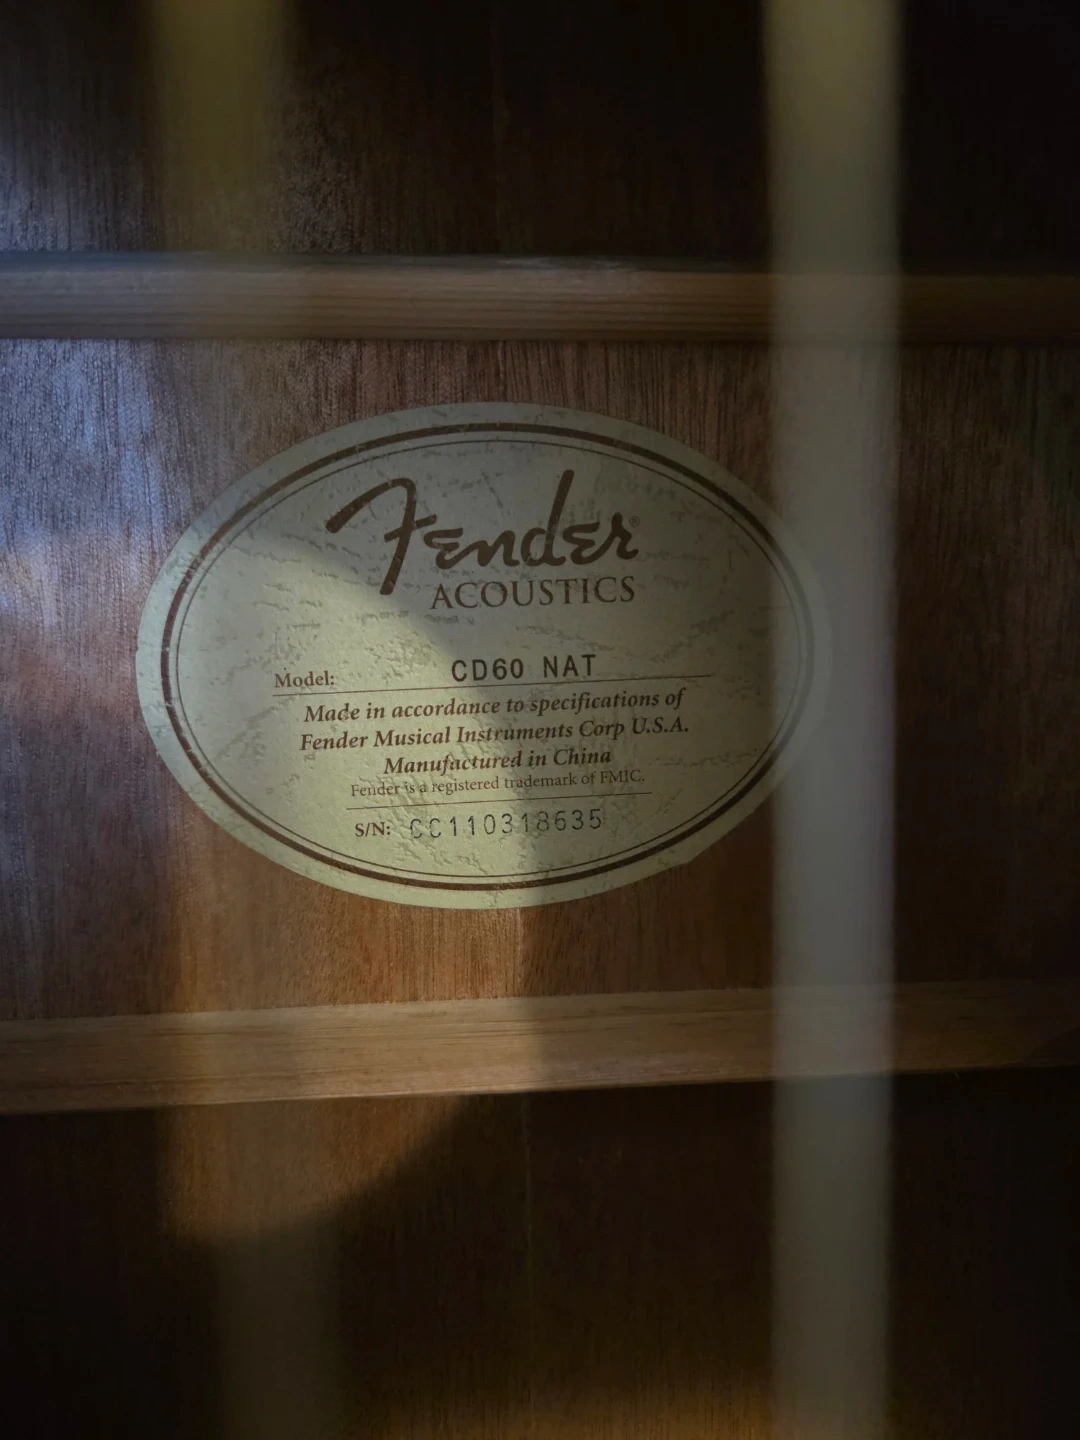 Fender®
ACOUSTICS
Model: CD60 NAT
Made in accordance to specifications of
Fender Musical Instruments Corp U.S.A.
Manufactured in China
Fender is a registered trademark of FMIC.
S/N: CC110318635